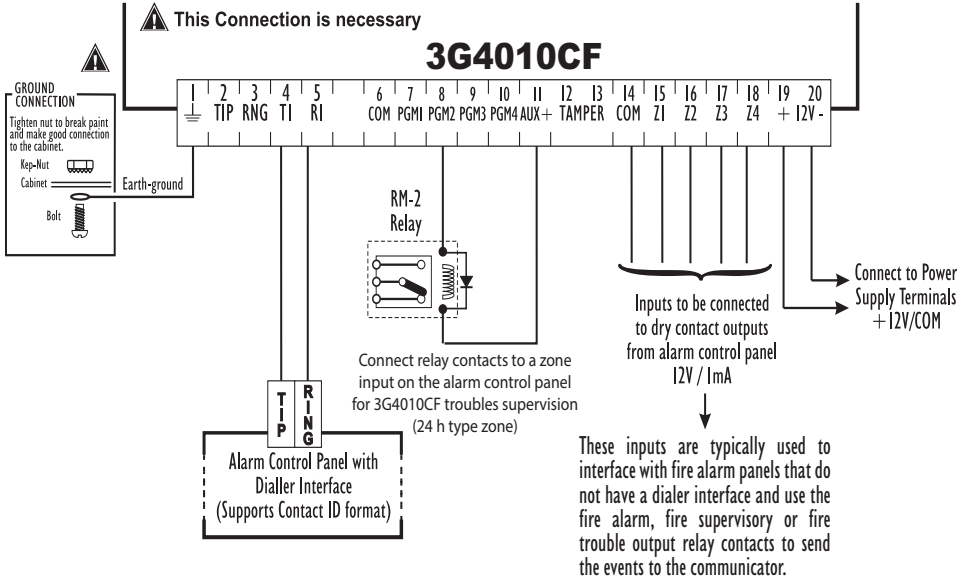 This Connection is necessary
3G4010CF
1 2 3 4 5 6 7 8 9 10 11 12 13 14 15 16 17 18 19 20
TIP RNG T1 R1 COM PGM1 PGM2 PGM3 PGM4 AUX+ TAMPER COM Z1 Z2 Z3 Z4 + 12V -
GROUND
CONNECTION
Tighten nut to break paint
and make good connection
to the cabinet.
Kep-Nut
Cabinet
Bolt
Earth-ground
RM-2
Relay
Connect relay contacts to a zone
input on the alarm control panel
for 3G4010CF troubles supervision
(24 h type zone)
TIP
RING
Alarm Control Panel with
Dialler Interface
(Supports Contact ID format)
Inputs to be connected
to dry contact outputs
from alarm control panel
12V / 1mA
Connect to Power
Supply Terminals
+12V/COM
These inputs are typically used to
interface with fire alarm panels that do
not have a dialer interface and use the
fire alarm, fire supervisory or fire
trouble output relay contacts to send
the events to the communicator.